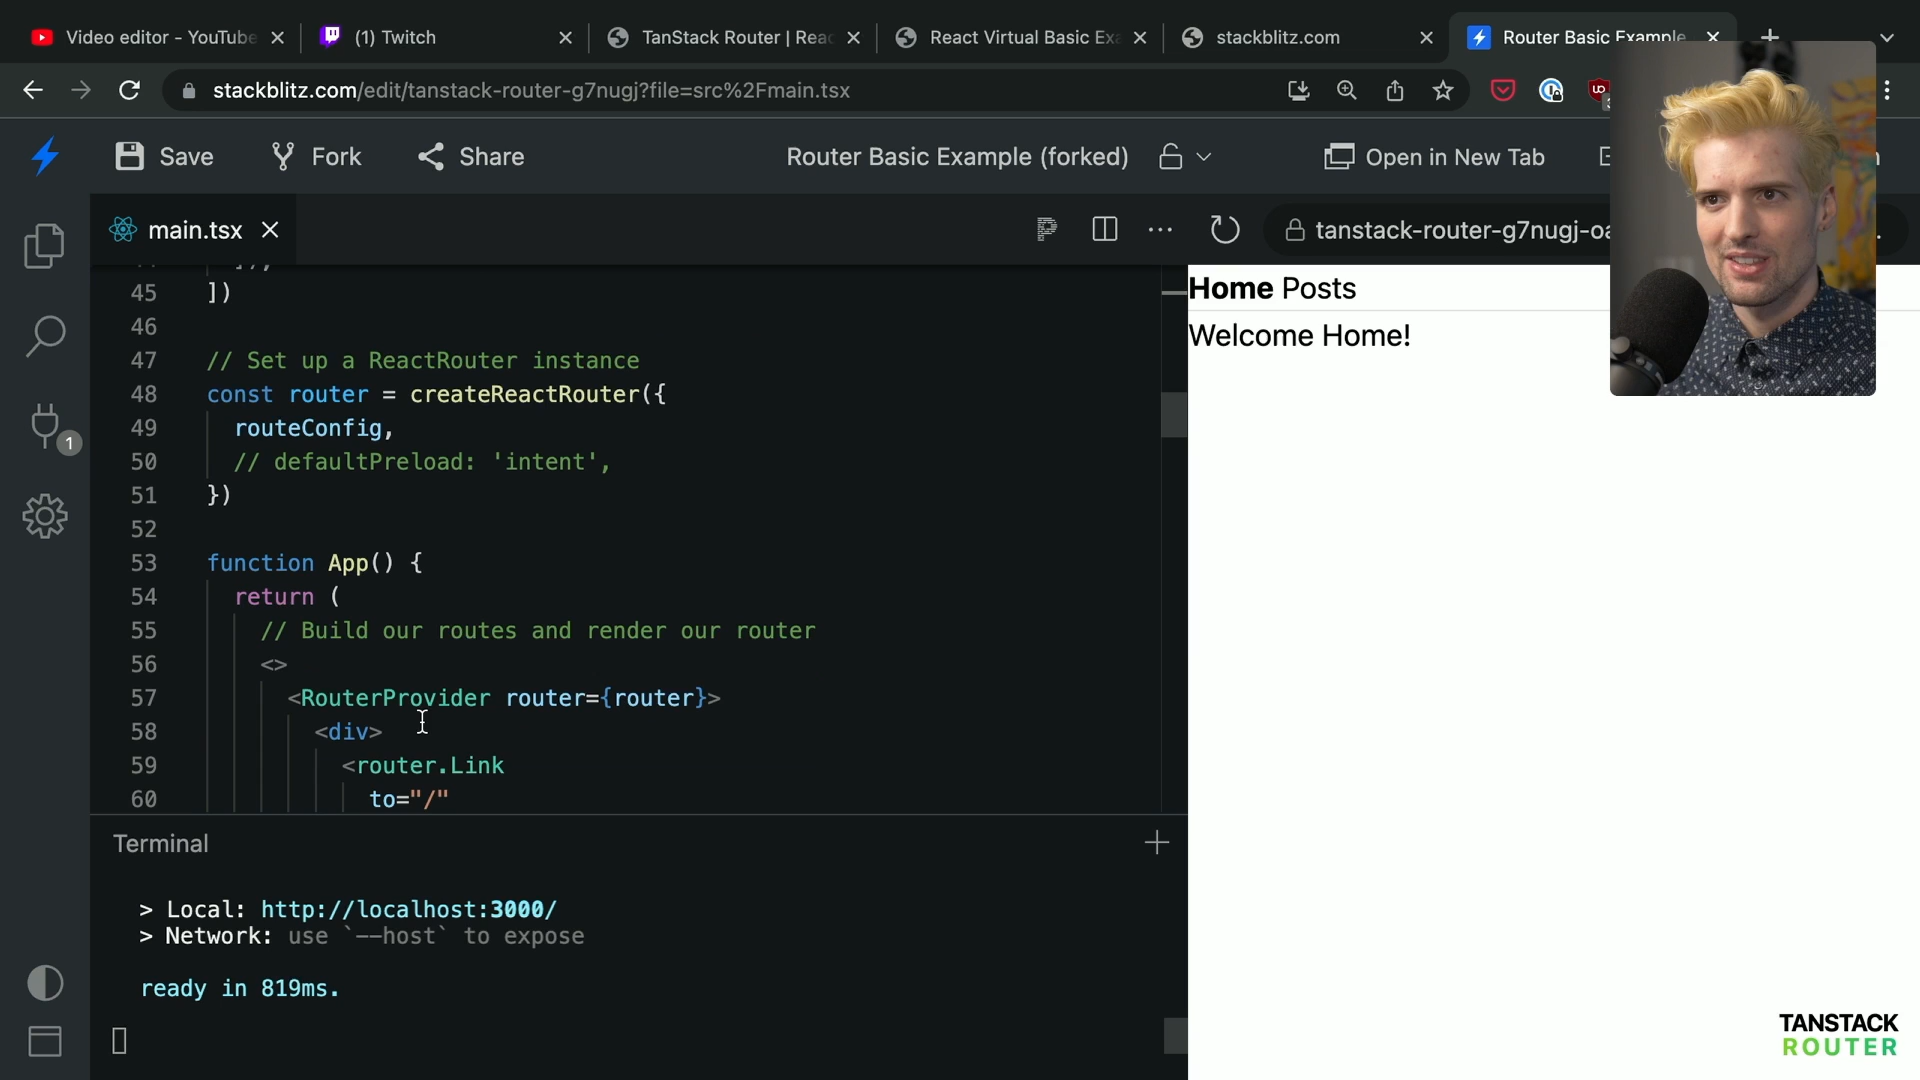 Video editor - YouTube
(1) Twitch
TanStack Router | Reac
React Virtual Basic Ex
stackblitz.com
Router Basic Example
stackblitz.com/edit/tanstack-router-g7nugj?file=src%2Fmain.tsx
Save
Fork
Share
Router Basic Example (forked)
Open in New Tab
main.tsx
tanstack-router-g7nugj-oa
45 ])
46
47 // Set up a ReactRouter instance
48 const router = createReactRouter({
49 routeConfig,
50 // defaultPreload: 'intent',
51 })
52
53 function App() {
54 return (
55 // Build our routes and render our router
56 <>
57 <RouterProvider router={router}>
58 <div>
59 <router.Link
60 to="/"
1
Home Posts
Welcome Home!
Terminal
> Local: http://localhost:3000/
> Network: use `--host` to expose
ready in 819ms.
TANSTACK
ROUTER